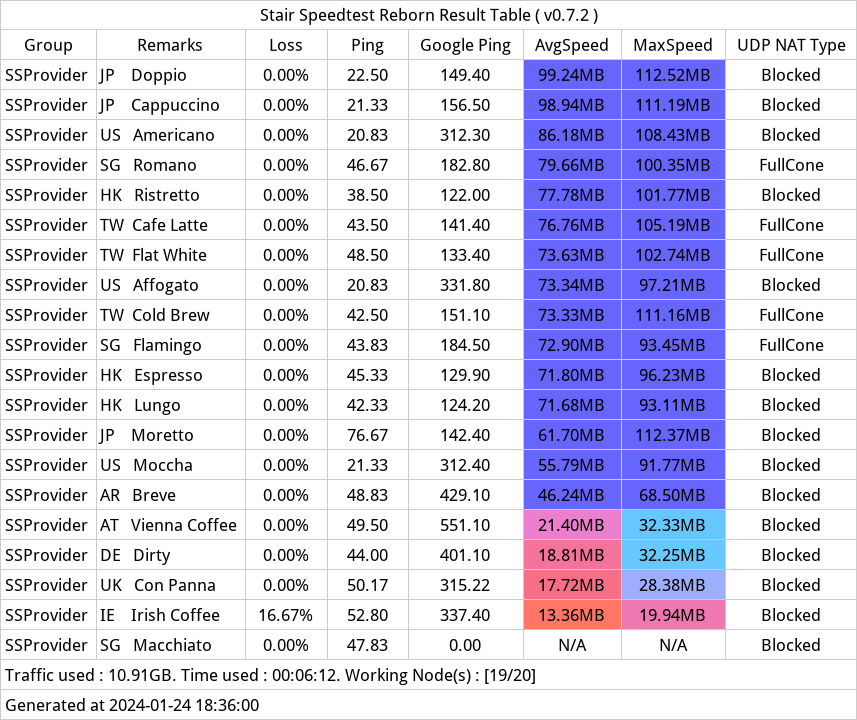 Stair Speedtest Reborn Result Table ( v0.7.2 )
Group Remarks Loss Ping Google Ping AvgSpeed MaxSpeed UDP NAT Type
SSProvider JP Doppio 0.00% 22.50 149.40 99.24MB 112.52MB Blocked
SSProvider JP Cappuccino 0.00% 21.33 156.50 98.94MB 111.19MB Blocked
SSProvider US Americano 0.00% 20.83 312.30 86.18MB 108.43MB Blocked
SSProvider SG Romano 0.00% 46.67 182.80 79.66MB 100.35MB FullCone
SSProvider HK Ristretto 0.00% 38.50 122.00 77.78MB 101.77MB Blocked
SSProvider TW Cafe Latte 0.00% 43.50 141.40 76.76MB 105.19MB FullCone
SSProvider TW Flat White 0.00% 48.50 133.40 73.63MB 102.74MB FullCone
SSProvider US Affogato 0.00% 20.83 331.80 73.34MB 97.21MB Blocked
SSProvider TW Cold Brew 0.00% 42.50 151.10 73.33MB 111.16MB FullCone
SSProvider SG Flamingo 0.00% 43.83 184.50 72.90MB 93.45MB FullCone
SSProvider HK Espresso 0.00% 45.33 129.90 71.80MB 96.23MB Blocked
SSProvider HK Lungo 0.00% 42.33 124.20 71.68MB 93.11MB Blocked
SSProvider JP Moretto 0.00% 76.67 142.40 61.70MB 112.37MB Blocked
SSProvider US Moccha 0.00% 21.33 312.40 55.79MB 91.77MB Blocked
SSProvider AR Breve 0.00% 48.83 429.10 46.24MB 68.50MB Blocked
SSProvider AT Vienna Coffee 0.00% 49.50 551.10 21.40MB 32.33MB Blocked
SSProvider DE Dirty 0.00% 44.00 401.10 18.81MB 32.25MB Blocked
SSProvider UK Con Panna 0.00% 50.17 315.22 17.72MB 28.38MB Blocked
SSProvider IE Irish Coffee 16.67% 52.80 337.40 13.36MB 19.94MB Blocked
SSProvider SG Macchiato 0.00% 47.83 0.00 N/A N/A Blocked
Traffic used : 10.91GB. Time used : 00:06:12. Working Node(s) : [19/20]
Generated at 2024-01-24 18:36:00